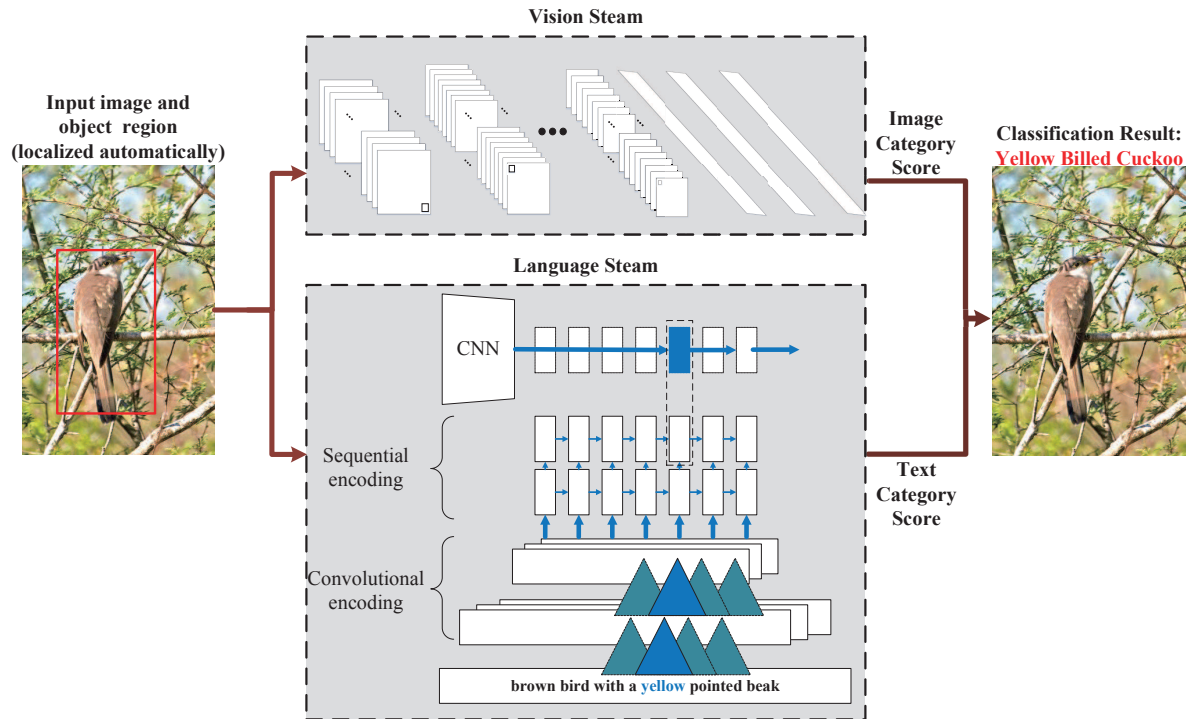 Vision Steam
Input image and
object region
(localized automatically)
Image
Category
Score
Classification Result:
Yellow Billed Cuckoo
Language Steam
CNN
Sequential
encoding
Text
Category
Score
Convolutional
encoding
brown bird with a yellow pointed beak